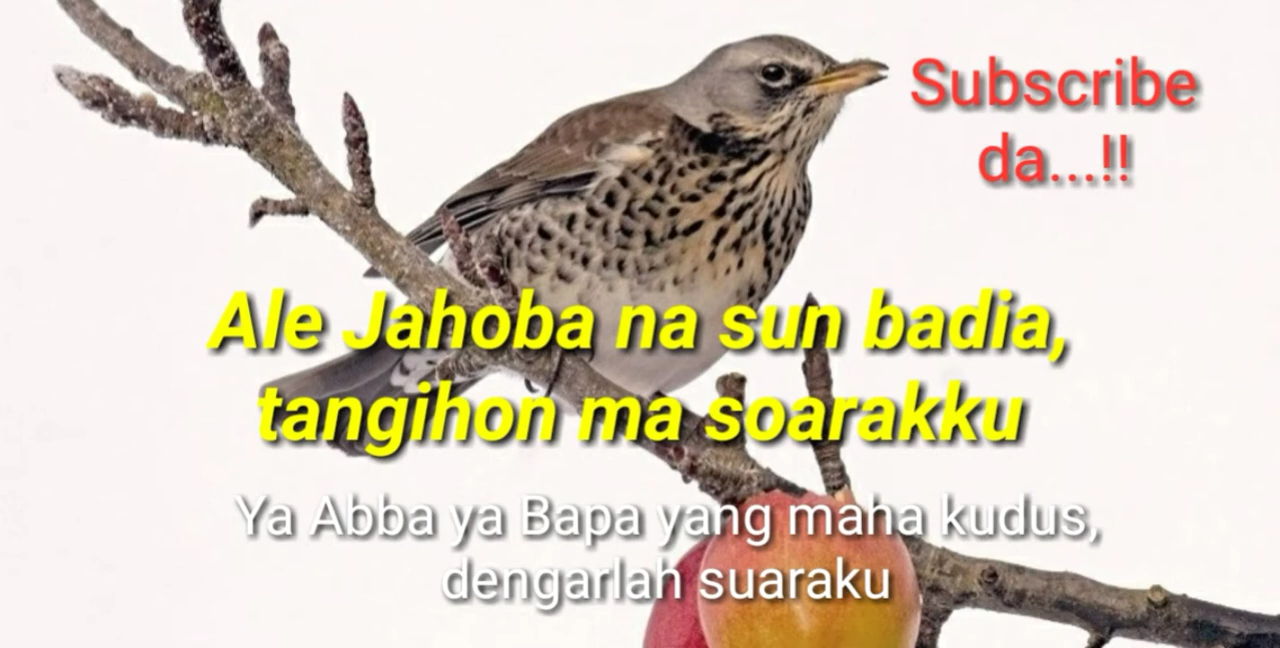 Subscribe
da...!!
Ale Jahoba na sun badia,
tangihon ma soarakku
Ya Abba ya Bapa yang maha kudus,
dengarlah suaraku